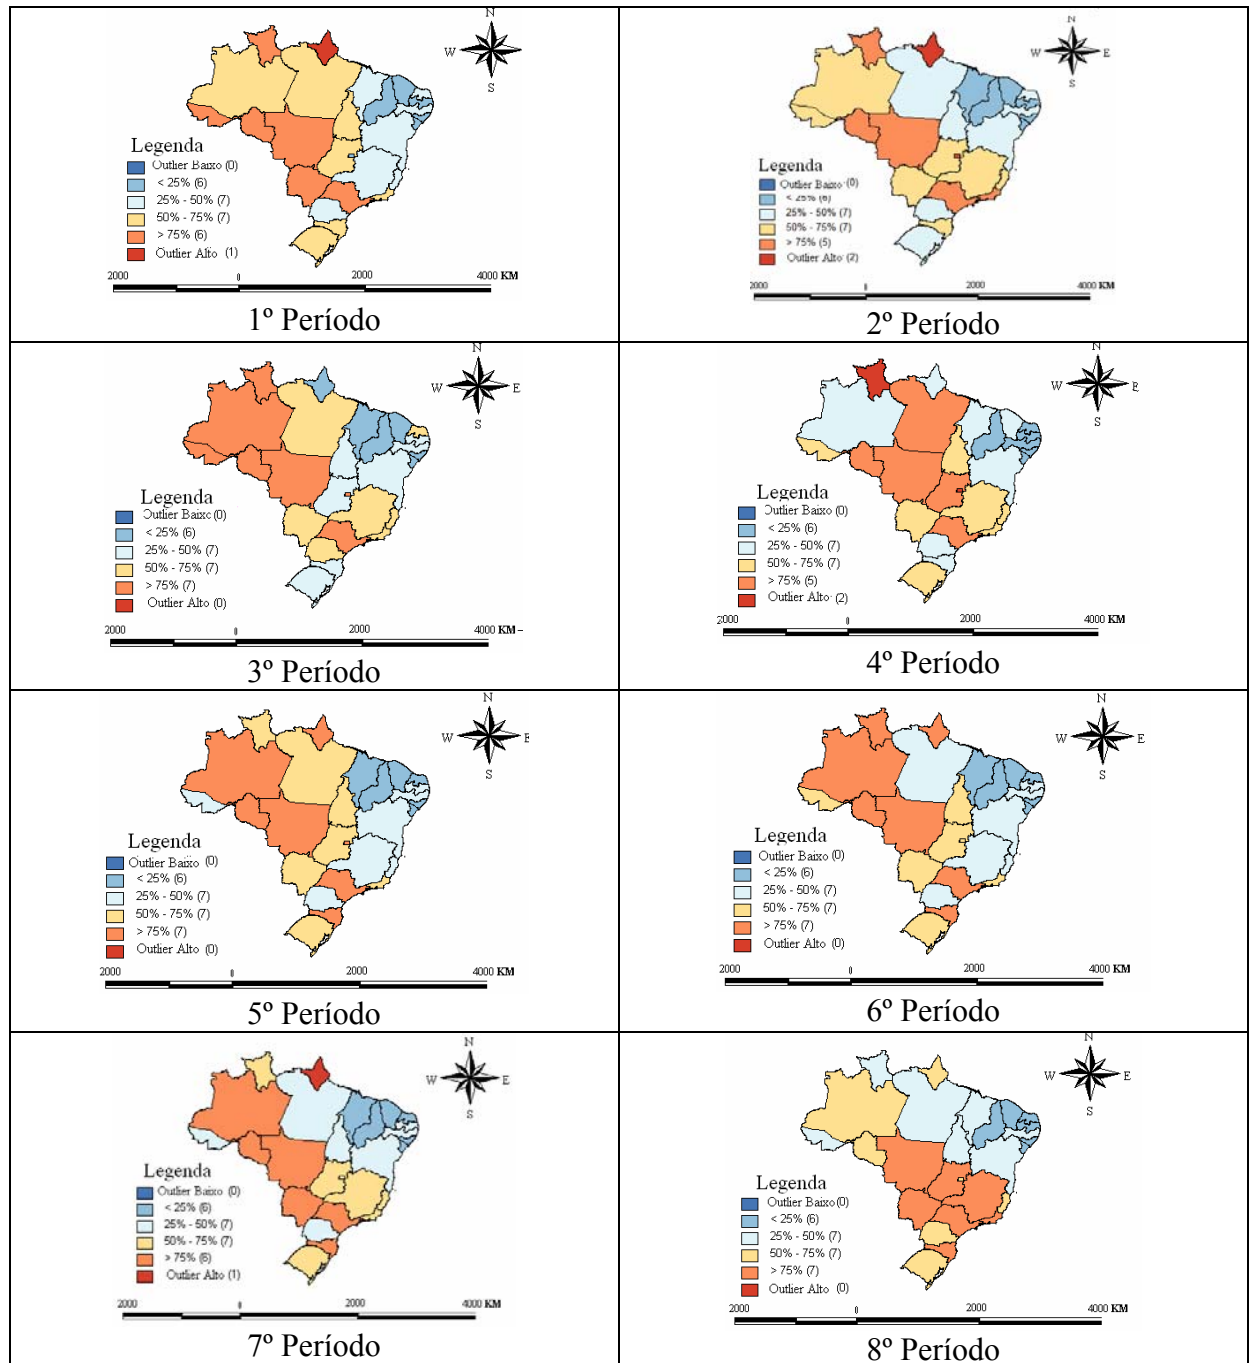 N
W
S
Legenda
Outlier Baixo (0)
< 25% (6)
25% - 50% (7)
50% - 75% (7)
> 75% (6)
Outlier Alto (1)
2000 0 2000 4000 KM
1º Período
N
W E
S
Legenda
Outlier Baixo (0)
< 25% (6)
25% - 50% (7)
50% - 75% (7)
> 75% (5)
Outlier Alto (2)
2000 0 2000 4000 KM
2º Período
N
W E
S
Legenda
Outlier Baixo (0)
< 25% (6)
25% - 50% (7)
50% - 75% (7)
> 75% (7)
Outlier Alto (0)
2000 0 2000 4000 KM
3º Período
N
W E
S
Legenda
Outlier Baixo (0)
< 25% (6)
25% - 50% (7)
50% - 75% (7)
> 75% (5)
Outlier Alto (2)
2000 0 2000 4000 KM
4º Período
N
W E
S
Legenda
Outlier Baixo (0)
< 25% (6)
25% - 50% (7)
50% - 75% (7)
> 75% (7)
Outlier Alto (0)
2000 0 2000 4000 KM
5º Período
N
W E
S
Legenda
Outlier Baixo (0)
< 25% (6)
25% - 50% (7)
50% - 75% (7)
> 75% (7)
Outlier Alto (0)
2000 0 2000 4000 KM
6º Período
N
W E
S
Legenda
Outlier Baixo (0)
< 25% (6)
25% - 50% (7)
50% - 75% (7)
> 75% (6)
Outlier Alto (1)
2000 0 2000 4000 KM
7º Período
N
W E
S
Legenda
Outlier Baixo (0)
< 25% (6)
25% - 50% (7)
50% - 75% (7)
> 75% (7)
Outlier Alto (0)
2000 0 2000 4000 KM
8º Período